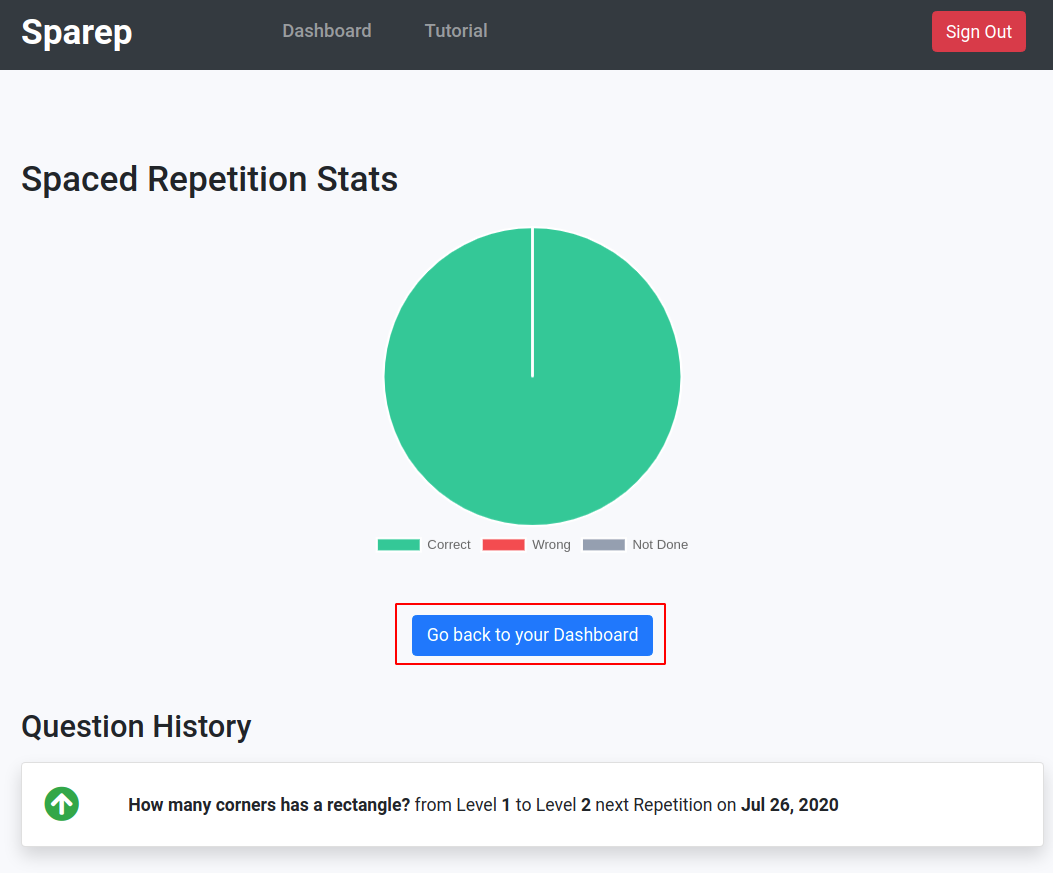 Sparep Dashboard Tutorial Sign Out
Spaced Repetition Stats
Correct Wrong Not Done
Go back to your Dashboard
Question History
How many corners has a rectangle? from Level 1 to Level 2 next Repetition on Jul 26, 2020